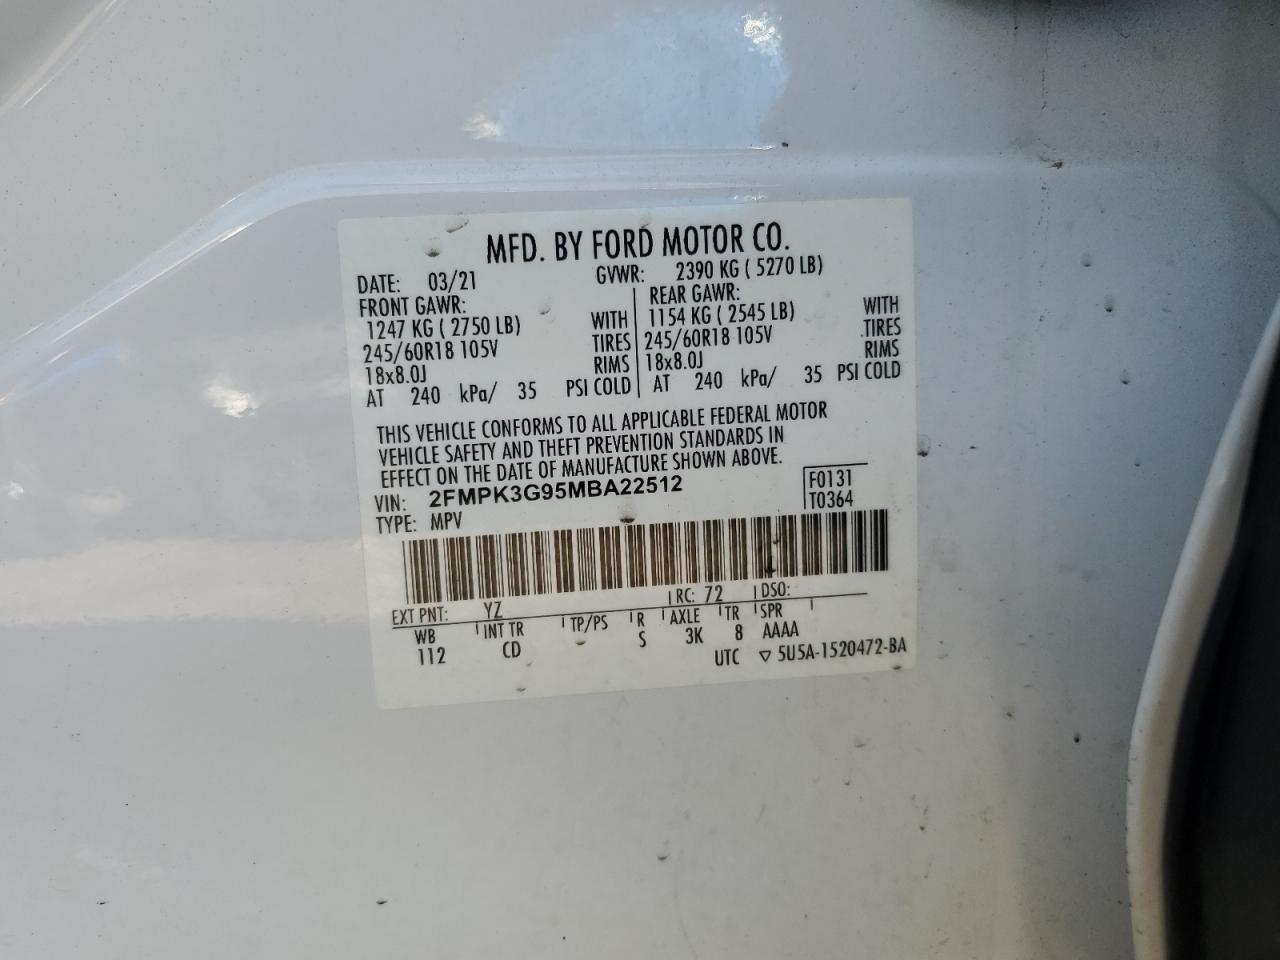 MFD. BY FORD MOTOR CO.
DATE: 03/21 GVWR: 2390 KG ( 5270 LB)
FRONT GAWR: REAR GAWR:
1247 KG ( 2750 LB) WITH 1154 KG ( 2545 LB) WITH
245/60R18 105V TIRES 245/60R18 105V TIRES
18x8.0J RIMS 18x8.0J RIMS
AT 240 kPa/ 35 PSI COLD AT 240 kPa/ 35 PSI COLD
THIS VEHICLE CONFORMS TO ALL APPLICABLE FEDERAL MOTOR
VEHICLE SAFETY AND THEFT PREVENTION STANDARDS IN
EFFECT ON THE DATE OF MANUFACTURE SHOWN ABOVE.
VIN: 2FMPK3G95MBA22512 F0131
TYPE: MPV T0364
EXT PNT: YZ RC: 72 DSO:
WB INT TR TP/PS R AXLE TR SPR
112 CD S 3K 8 AAAA
UTC ▽ 5U5A-1520472-BA